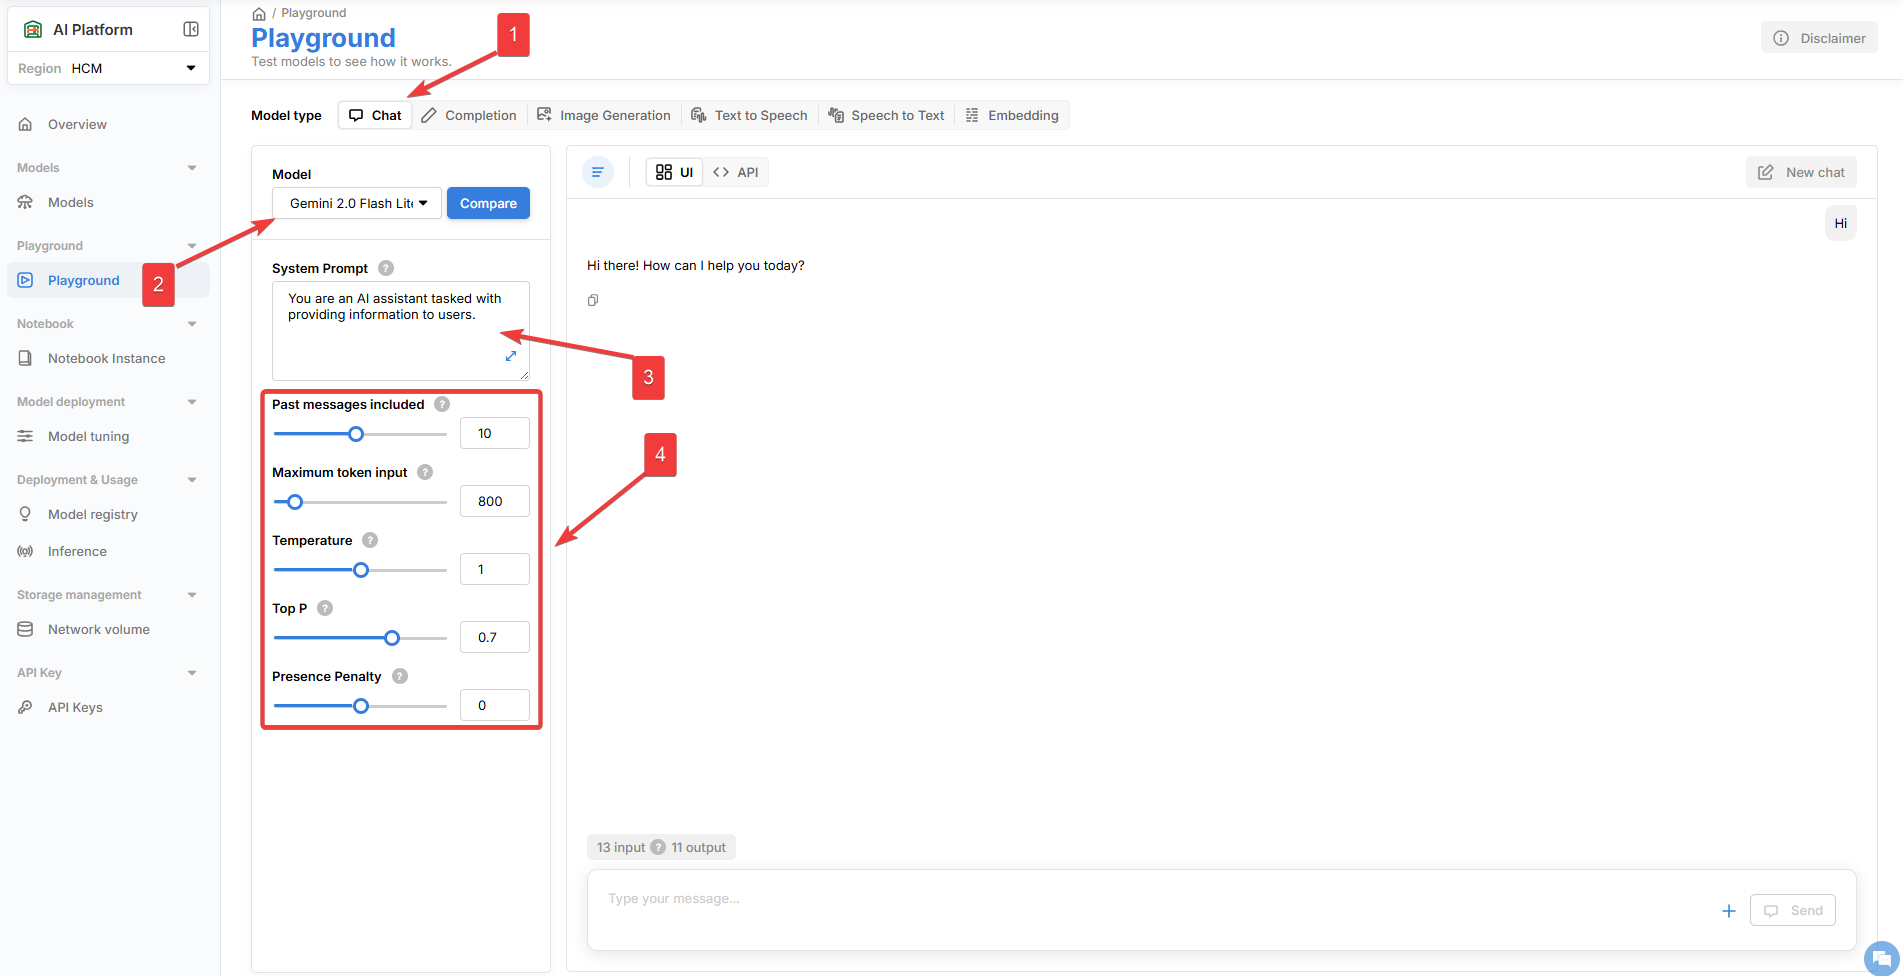 AI Platform
Region HCM
Overview
Models
Models
Playground
Playground
Notebook
Notebook Instance
Model deployment
Model tuning
Deployment & Usage
Model registry
Inference
Storage management
Network volume
API Key
API Keys
/ Playground
Playground
Test models to see how it works.
Disclaimer
1
Model type Chat Completion Image Generation Text to Speech Speech to Text Embedding
Model
Gemini 2.0 Flash Lite Compare
2
System Prompt ?
You are an AI assistant tasked with
providing information to users.
3
Past messages included ?
10
Maximum token input ?
800
Temperature ?
1
Top P ?
0.7
Presence Penalty ?
0
4
UI <> API
New chat
Hi
Hi there! How can I help you today?
13 input ? 11 output
Type your message...
+ Send